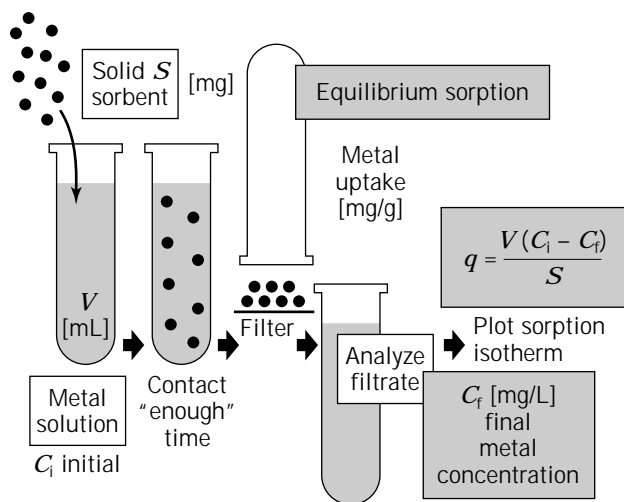 Solid S
sorbent
[mg]
Equilibrium sorption
Metal
uptake
[mg/g]
q = V (Ci – Cf) / S
V
[mL]
Filter
Plot sorption
isotherm
Analyze
filtrate
Metal
solution
Ci initial
Contact
“enough”
time
Cf [mg/L]
final
metal
concentration